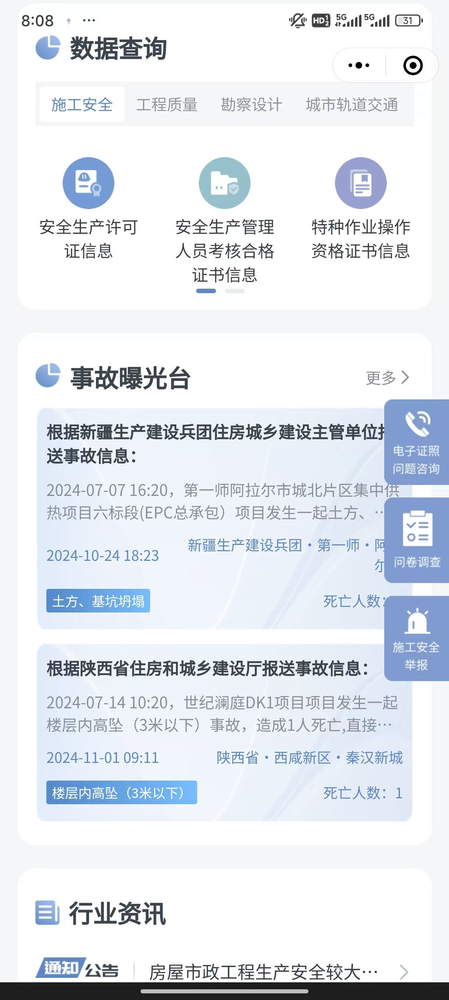 8:08
HD 1 2
5G
5G
31
数据查询
施工安全 工程质量 勘察设计 城市轨道交通
安全生产许可
证信息
安全生产管理
人员考核合格
证书信息
特种作业操作
资格证书信息
事故曝光台
更多
根据新疆生产建设兵团住房城乡建设主管单位
送事故信息：
2024-07-07 16:20，第一师阿拉尔市城北片区集中供
热项目六标段(EPC总承包）项目发生一起土方、…
2024-10-24 18:23
新疆生产建设兵团·第一师·阿
尔
土方、基坑坍塌
死亡人数：
电子证照
问题咨询
问卷调查
施工安全
举报
根据陕西省住房和城乡建设厅报送事故信息：
2024-07-14 10:20，世纪澜庭DK1项目项目发生一起
楼层内高坠（3米以下）事故，造成1人死亡,直接…
2024-11-01 09:11
陕西省·西咸新区·秦汉新城
楼层内高坠（3米以下）
死亡人数：1
行业资讯
通知公告
房屋市政工程生产安全较大…